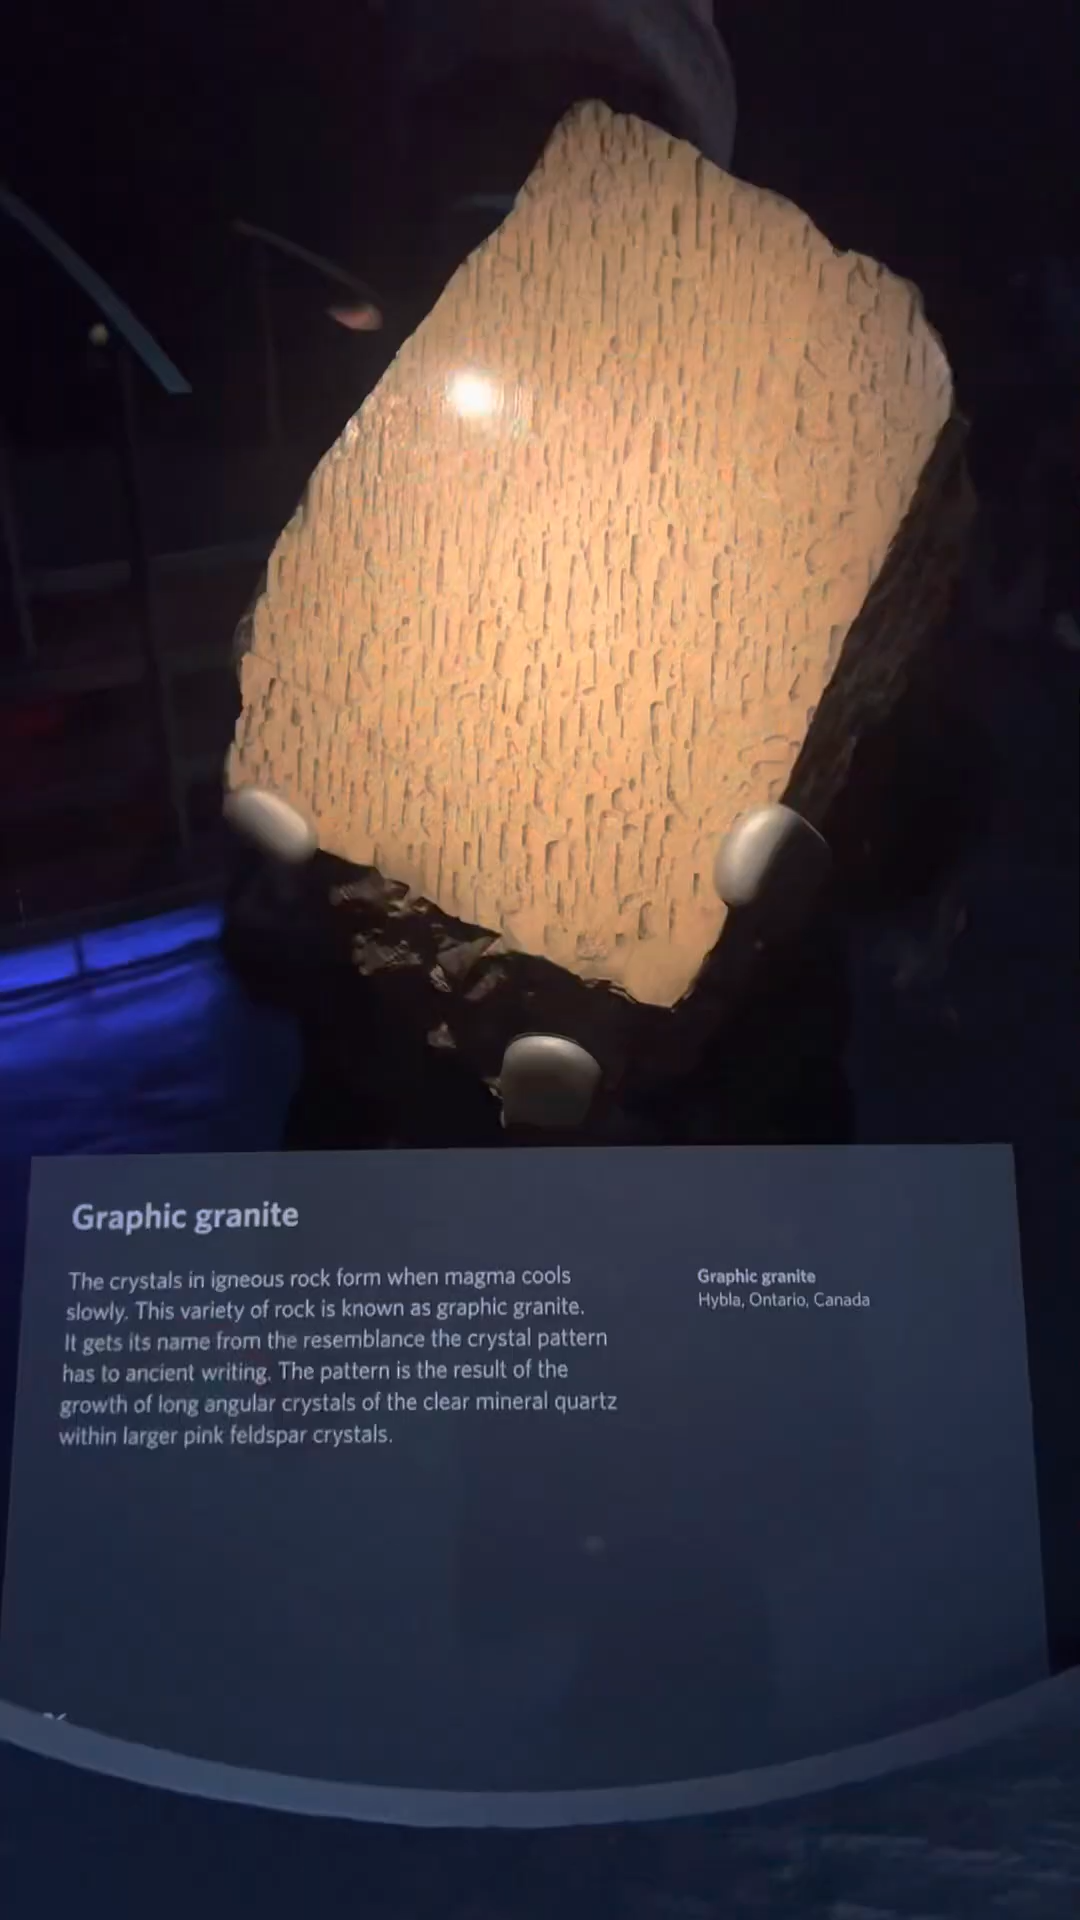 Graphic granite
The crystals in igneous rock form when magma cools
slowly. This variety of rock is known as graphic granite.
It gets its name from the resemblance the crystal pattern
has to ancient writing. The pattern is the result of the
growth of long angular crystals of the clear mineral quartz
within larger pink feldspar crystals.
Graphic granite
Hybla, Ontario, Canada